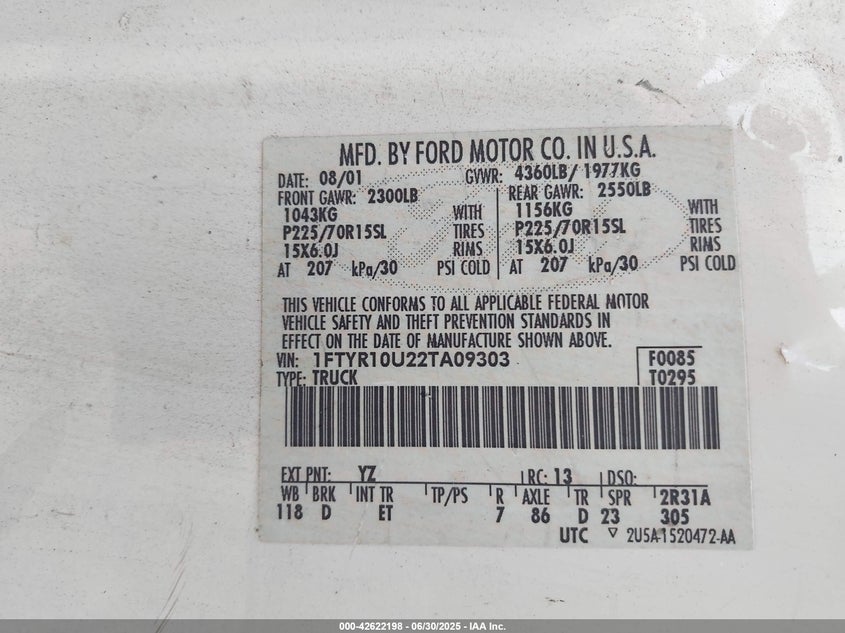 MFD. BY FORD MOTOR CO. IN U.S.A.
DATE: 08/01 GVWR: 4360LB/ 1977KG
FRONT GAWR: 2300LB REAR GAWR: 2550LB
1043KG WITH 1156KG WITH
P225/70R15SL TIRES P225/70R15SL TIRES
15X6.0J RIMS 15X6.0J RIMS
AT 207 kPa/30 PSI COLD AT 207 kPa/30 PSI COLD
THIS VEHICLE CONFORMS TO ALL APPLICABLE FEDERAL MOTOR
VEHICLE SAFETY AND THEFT PREVENTION STANDARDS IN
EFFECT ON THE DATE OF MANUFACTURE SHOWN ABOVE.
VIN: 1FTYR10U22TA09303 F0085
TYPE: TRUCK T0295
EXT PNT: YZ RC: 13 DSO:
WB BRK INT TR TP/PS R AXLE TR SPR 2R31A
118 D ET 7 86 D 23 305
UTC ▽ 2U5A-1520472-AA
000-42622198 - 06/30/2025 - IAA Inc.